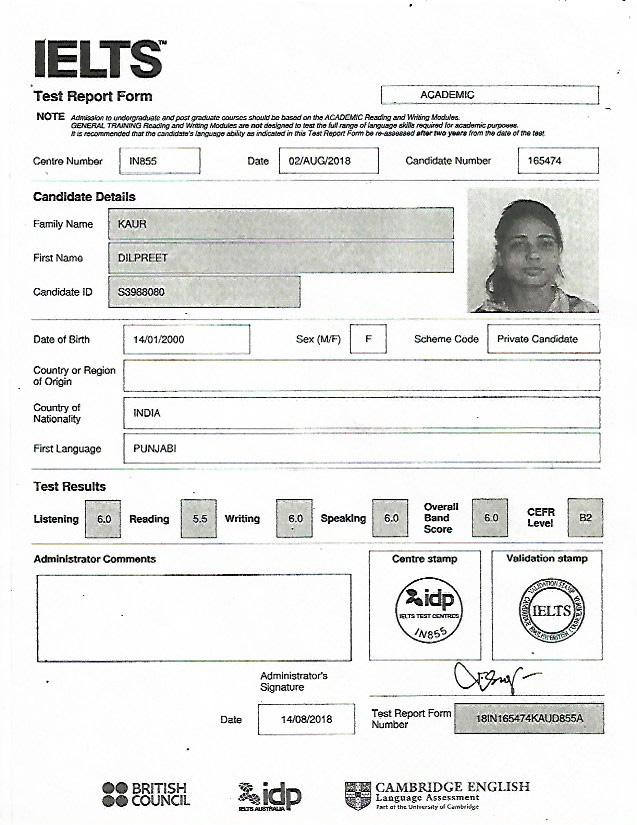 IELTS™
Test Report Form
ACADEMIC
NOTE Admission to undergraduate and post graduate courses should be based on the ACADEMIC Reading and Writing Modules.
GENERAL TRAINING Reading and Writing Modules are not designed to test the full range of language skills required for academic purposes.
It is recommended that the candidate's language ability as indicated in this Test Report Form be re-assessed after two years from the date of the test.
Centre Number IN855 Date 02/AUG/2018 Candidate Number 165474
Candidate Details
Family Name KAUR
First Name DILPREET
Candidate ID S3988080
Date of Birth 14/01/2000 Sex (M/F) F Scheme Code Private Candidate
Country or Region
of Origin
Country of
Nationality INDIA
First Language PUNJABI
Test Results
Listening 6.0 Reading 5.5 Writing 6.0 Speaking 6.0 Overall Band Score 6.0 CEFR Level B2
Administrator Comments
Centre stamp
Validation stamp
idp
IELTS TEST CENTRES
IN855
VALIDATION STAMP
IELTS
Administrator's
Signature
Date 14/08/2018
Test Report Form
Number 18IN165474KAUD855A
BRITISH
COUNCIL
idp
IELTS AUSTRALIA
CAMBRIDGE ENGLISH
Language Assessment
Part of the University of Cambridge